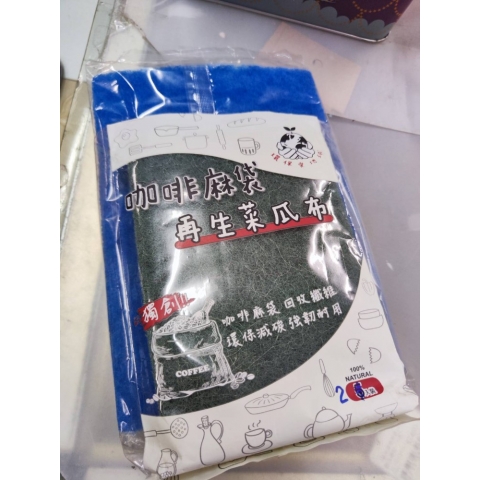 咖啡麻袋
再生菜瓜布
獨創
咖啡麻袋 回收纖維
環保減碳 強韌耐用
COFFEE
100%
NATURAL
2